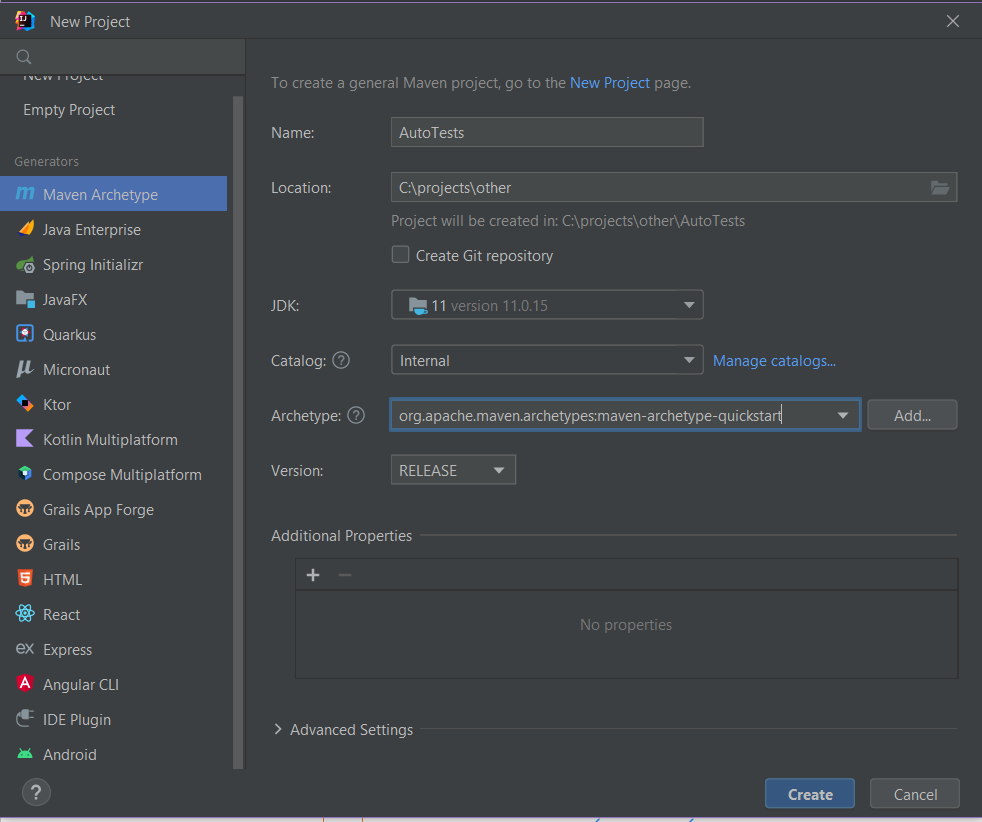 New Project
New Project
Empty Project
Generators
Maven Archetype
Java Enterprise
Spring Initializr
JavaFX
Quarkus
Micronaut
Ktor
Kotlin Multiplatform
Compose Multiplatform
Grails App Forge
Grails
HTML
React
Express
Angular CLI
IDE Plugin
Android
To create a general Maven project, go to the New Project page.
Name: AutoTests
Location: C:\projects\other
Project will be created in: C:\projects\other\AutoTests
Create Git repository
JDK: 11 version 11.0.15
Catalog: ? Internal Manage catalogs...
Archetype: ? org.apache.maven.archetypes:maven-archetype-quickstart Add...
Version: RELEASE
Additional Properties
+ −
No properties
Advanced Settings
? Create Cancel